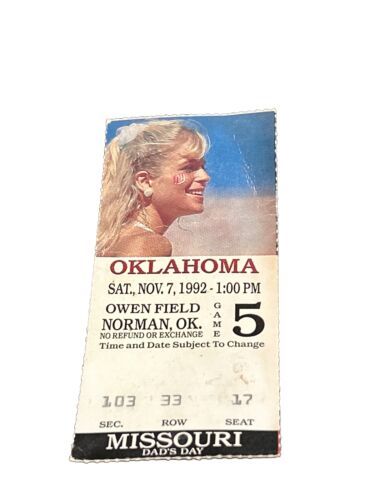 OKLAHOMA
SAT., NOV. 7, 1992 - 1:00 PM
OWEN FIELD
NORMAN, OK.
NO REFUND OR EXCHANGE
GAME
5
Time and Date Subject To Change
103 33 17
SEC. ROW SEAT
MISSOURI
DAD'S DAY